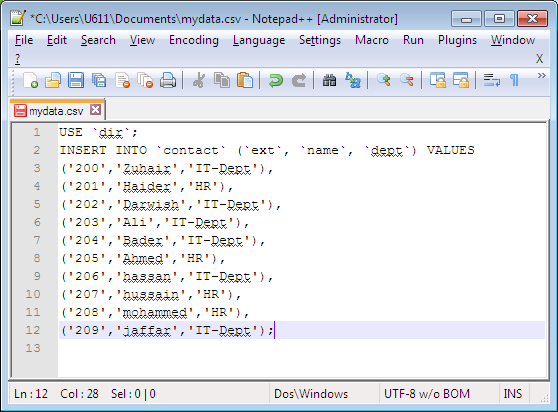 *C:\Users\U611\Documents\mydata.csv - Notepad++ [Administrator]
File Edit Search View Encoding Language Settings Macro Run Plugins Window
? X
mydata.csv
1 USE `dir`;
2 INSERT INTO `contact` (`ext`, `name`, `dept`) VALUES
3 ('200','Zuhair','IT-Dept'),
4 ('201','Haider','HR'),
5 ('202','Darwish','IT-Dept'),
6 ('203','Ali','IT-Dept'),
7 ('204','Bader','IT-Dept'),
8 ('205','Ahmed','HR'),
9 ('206','hassan','IT-Dept'),
10 ('207','hussain','HR'),
11 ('208','mohammed','HR'),
12 ('209','jaffar','IT-Dept');
13
Ln : 12 Col : 28 Sel : 0 | 0 Dos\Windows UTF-8 w/o BOM INS